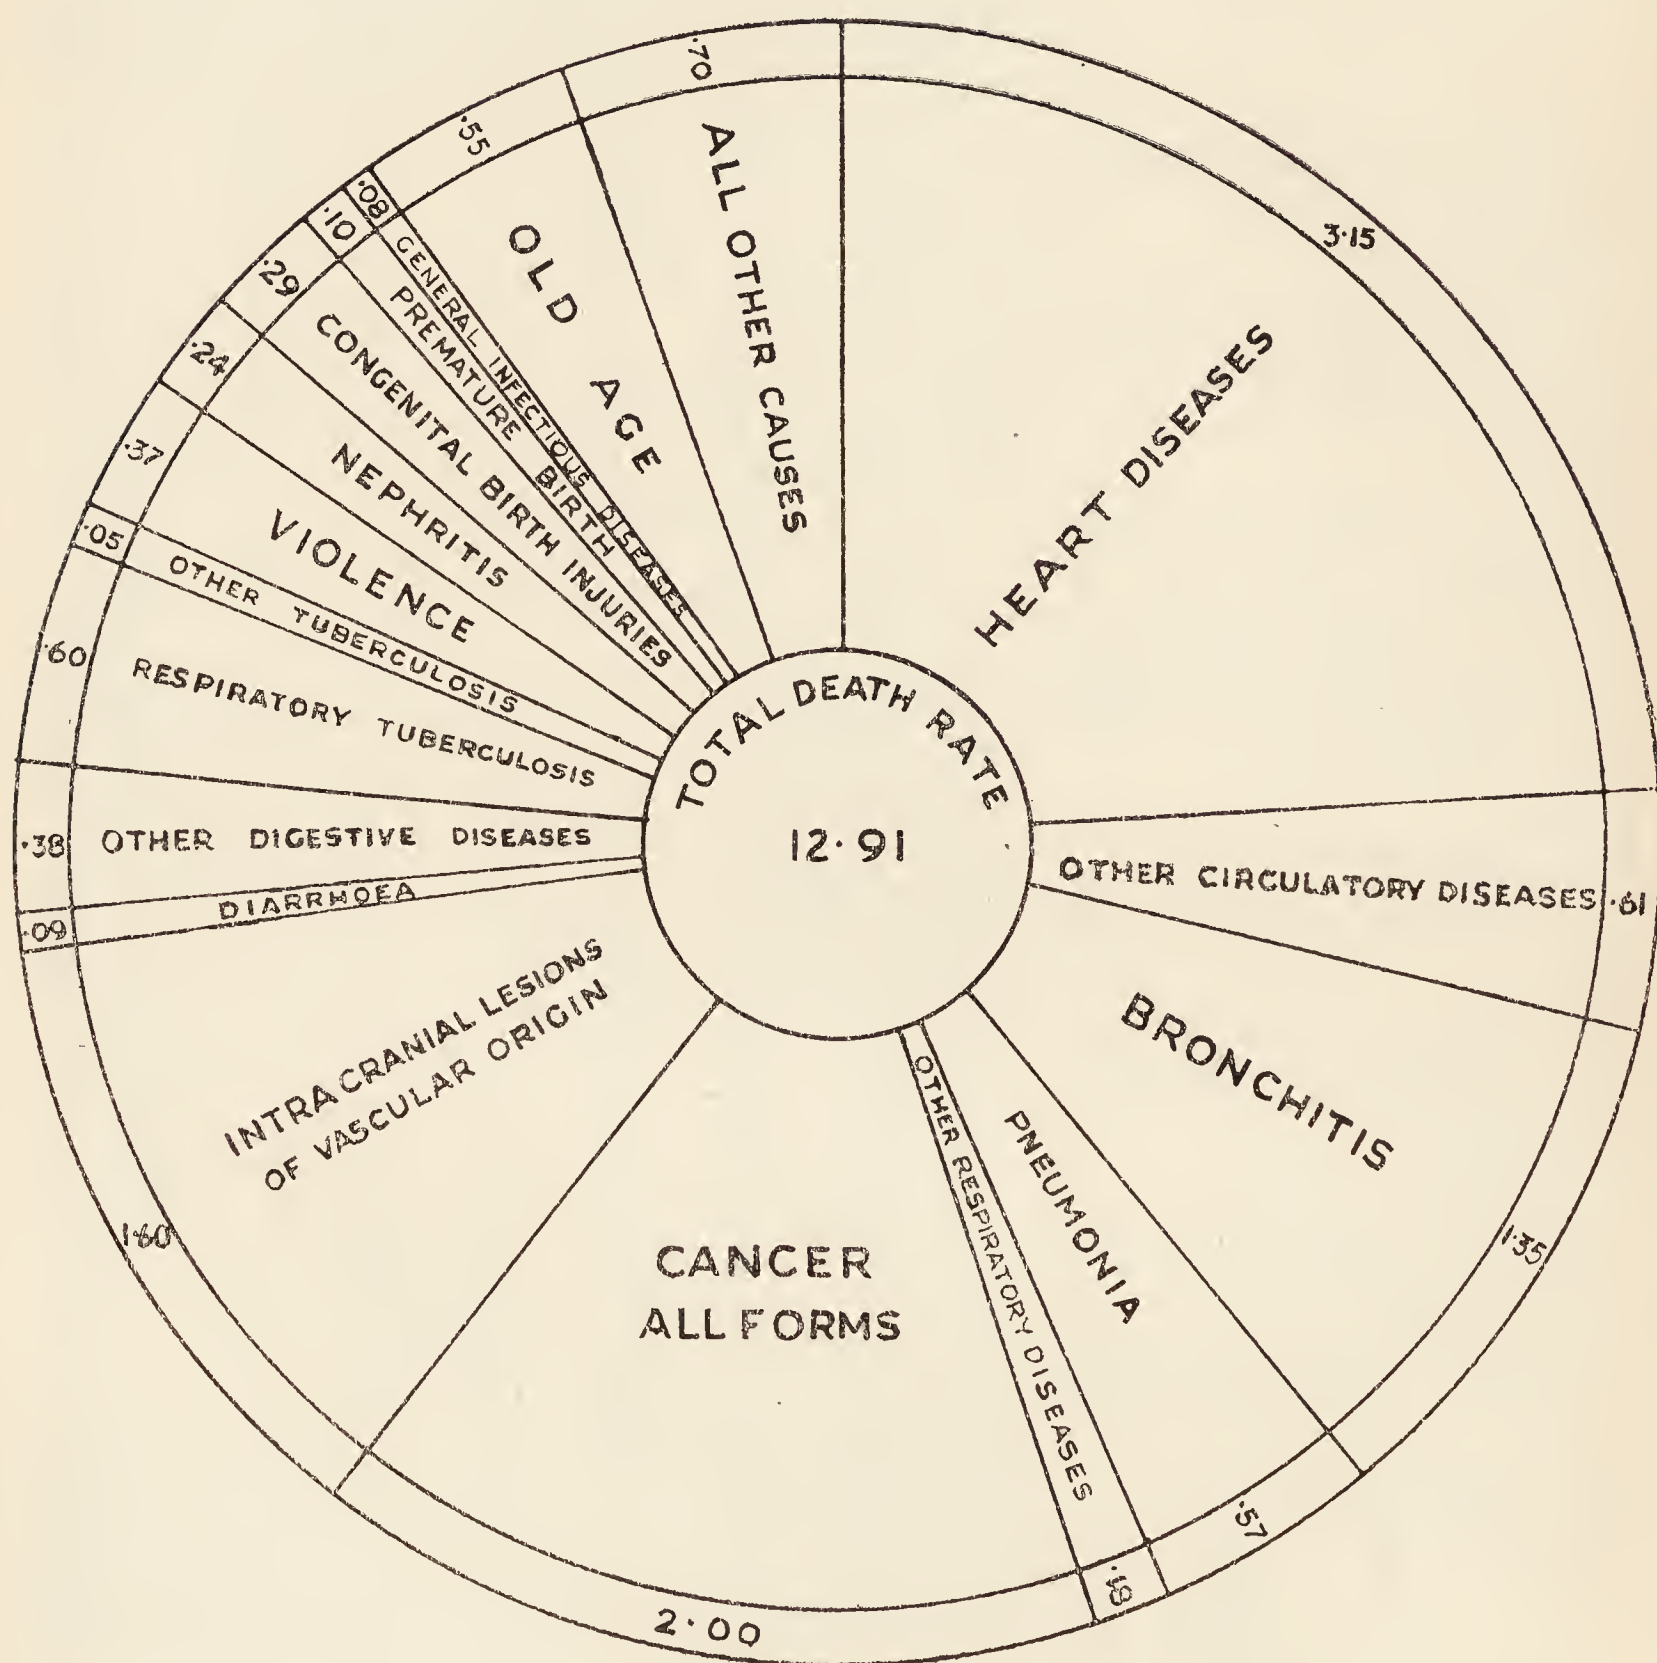 TOTAL DEATH RATE
12.91
HEART DISEASES
3.15
OTHER CIRCULATORY DISEASES
.61
BRONCHITIS
1.35
PNEUMONIA
.57
OTHER RESPIRATORY DISEASES
.18
CANCER
ALL FORMS
2.00
INTRACRANIAL LESIONS
OF VASCULAR ORIGIN
1.60
DIARRHOEA
.09
OTHER DIGESTIVE DISEASES
.38
RESPIRATORY TUBERCULOSIS
.60
OTHER TUBERCULOSIS
.05
VIOLENCE
.37
NEPHRITIS
.24
CONGENITAL BIRTH INJURIES
.29
PREMATURE BIRTH
.10
GENERAL INFECTIOUS DISEASES
.08
OLD AGE
.55
ALL OTHER CAUSES
.70